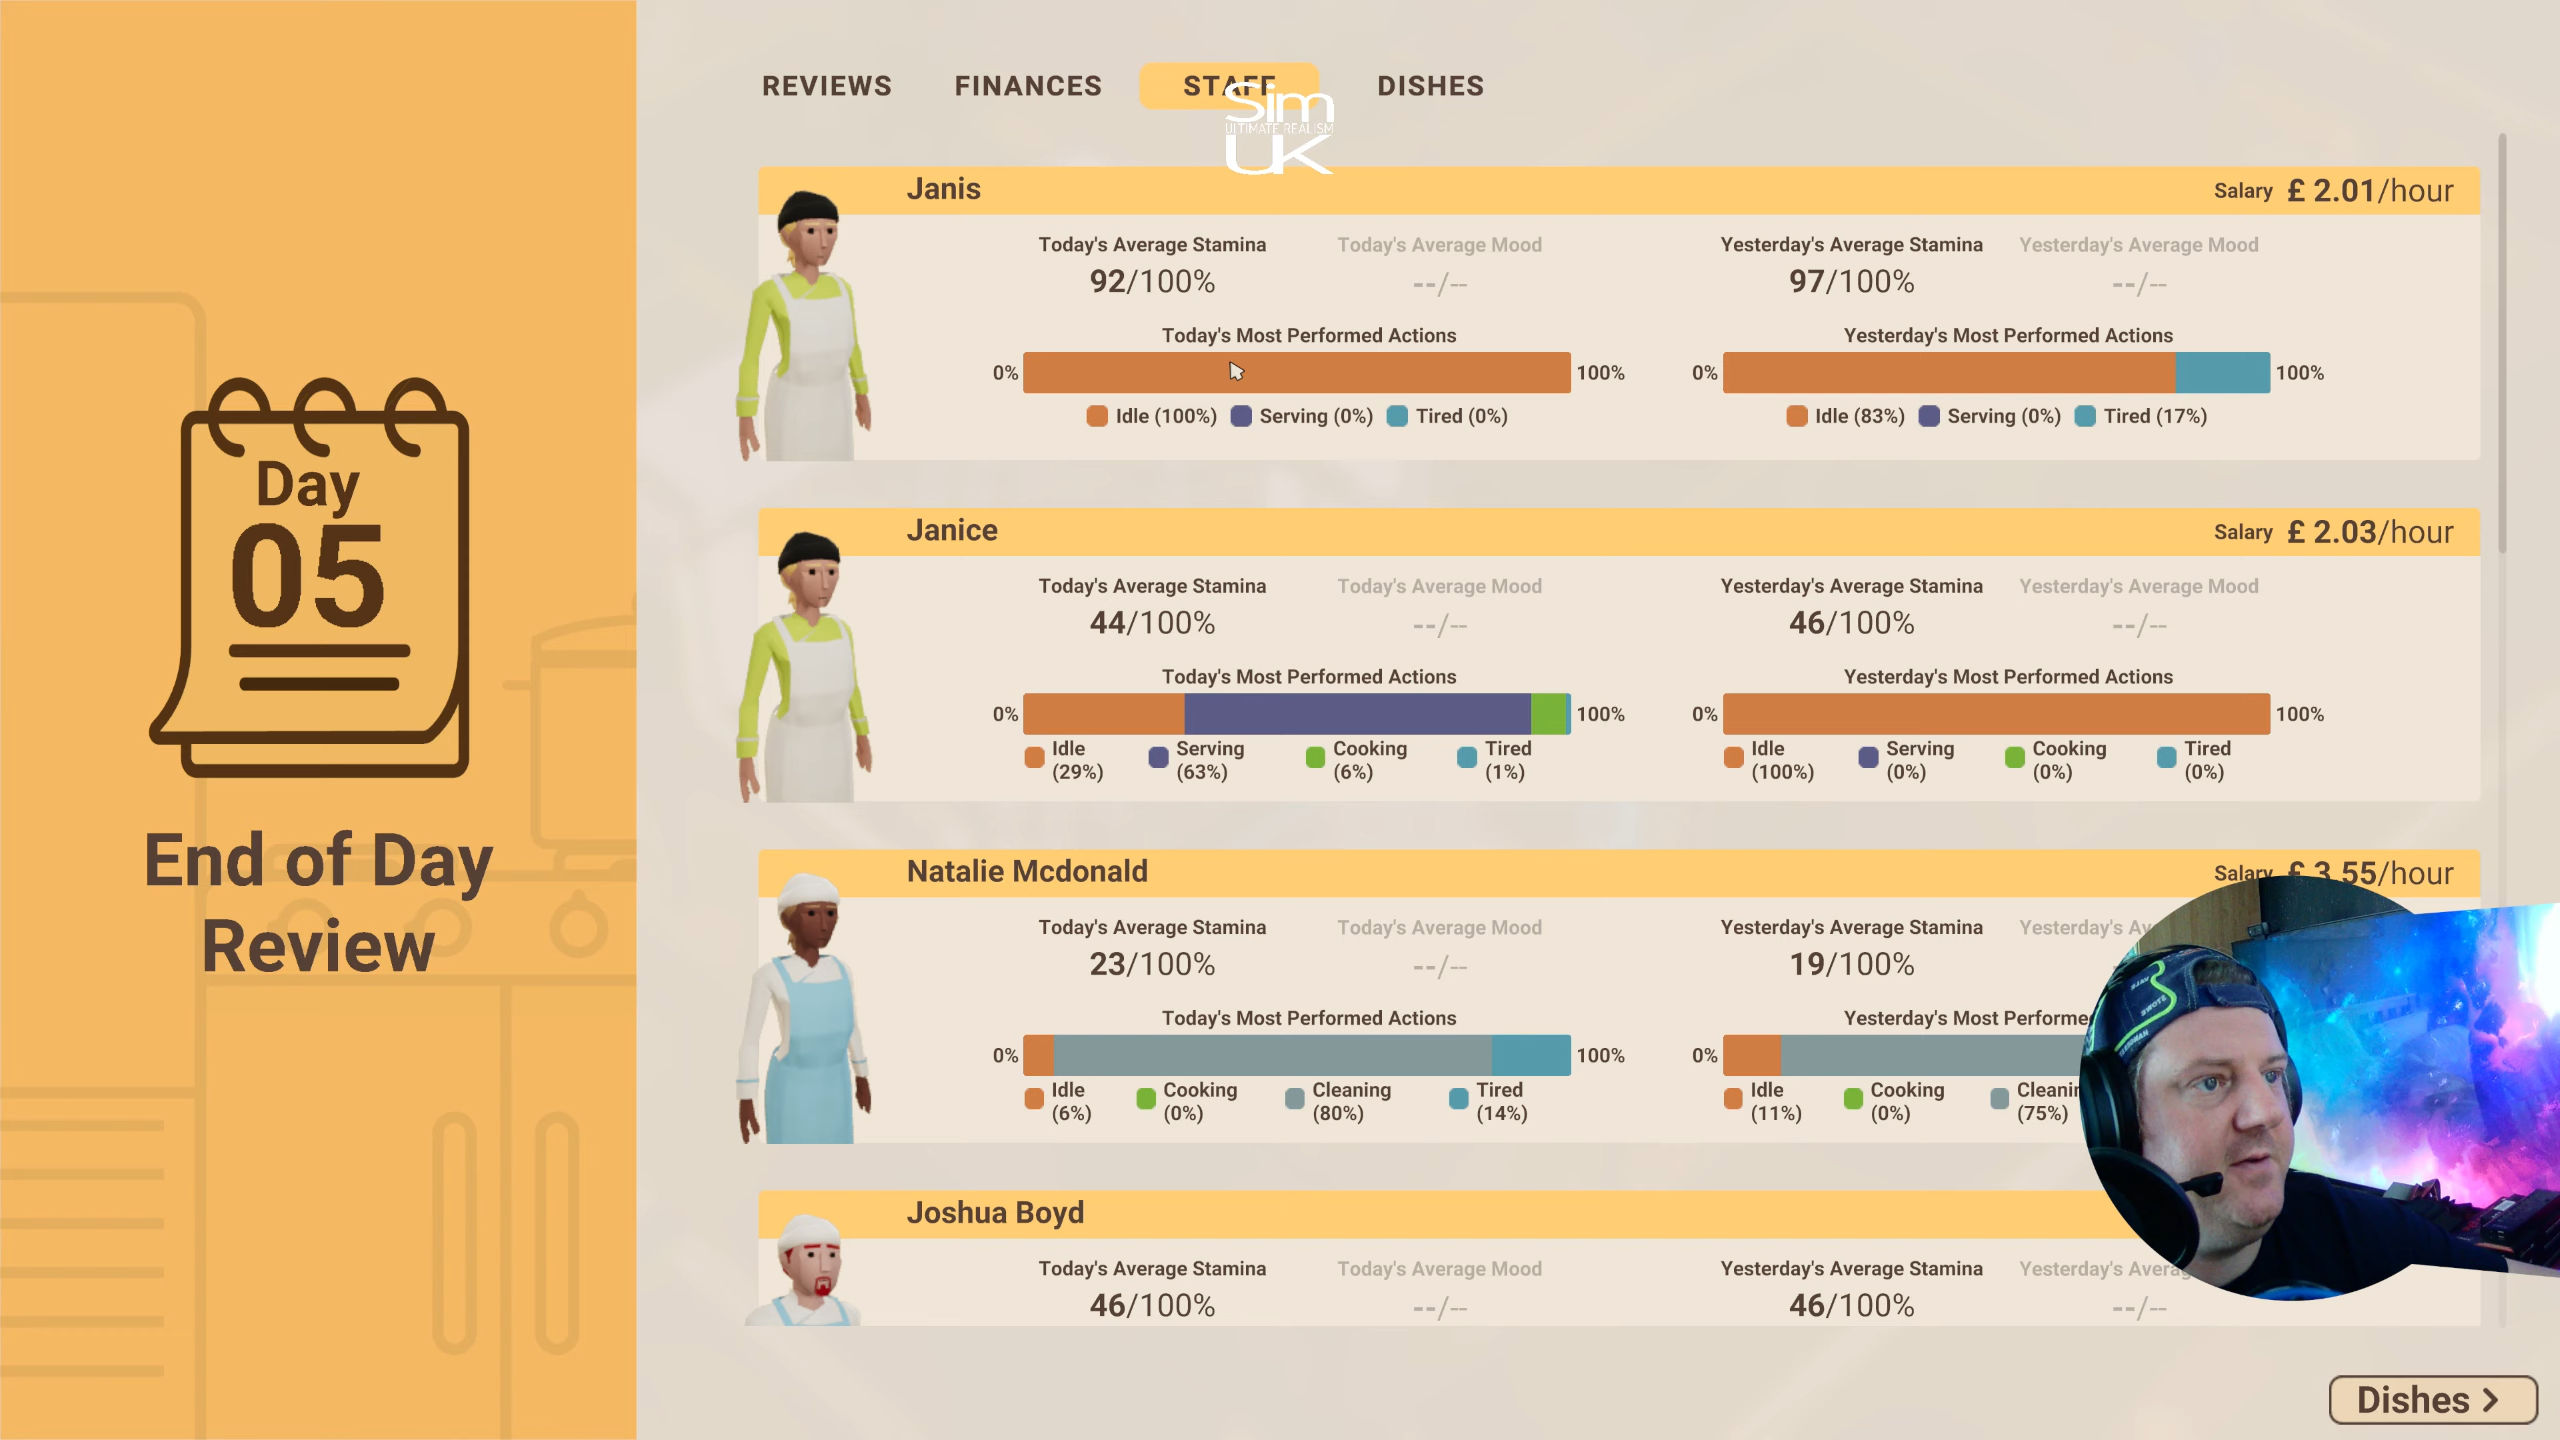 REVIEWS FINANCES STAFF DISHES
Sim
ULTIMATE REALISM
UK
Day
05
End of Day
Review
Janis Salary £ 2.01/hour
Today's Average Stamina Today's Average Mood Yesterday's Average Stamina Yesterday's Average Mood
92/100% --/-- 97/100% --/--
Today's Most Performed Actions Yesterday's Most Performed Actions
0% 100% 0% 100%
Idle (100%) Serving (0%) Tired (0%) Idle (83%) Serving (0%) Tired (17%)
Janice Salary £ 2.03/hour
Today's Average Stamina Today's Average Mood Yesterday's Average Stamina Yesterday's Average Mood
44/100% --/-- 46/100% --/--
Today's Most Performed Actions Yesterday's Most Performed Actions
0% 100% 0% 100%
Idle Serving Cooking Tired Idle Serving Cooking Tired
(29%) (63%) (6%) (1%) (100%) (0%) (0%) (0%)
Natalie Mcdonald Salary £ 3.55/hour
Today's Average Stamina Today's Average Mood Yesterday's Average Stamina Yesterday's
23/100% --/-- 19/100%
Today's Most Performed Actions Yesterday's Most
0% 100% 0%
Idle Cooking Cleaning Tired Idle Cooking
(6%) (0%) (80%) (14%) (11%) (0%) (75%)
Joshua Boyd
Today's Average Stamina Today's Average Mood Yesterday's Average Stamina Yesterday's
46/100% --/-- 46/100% --/--
Dishes >